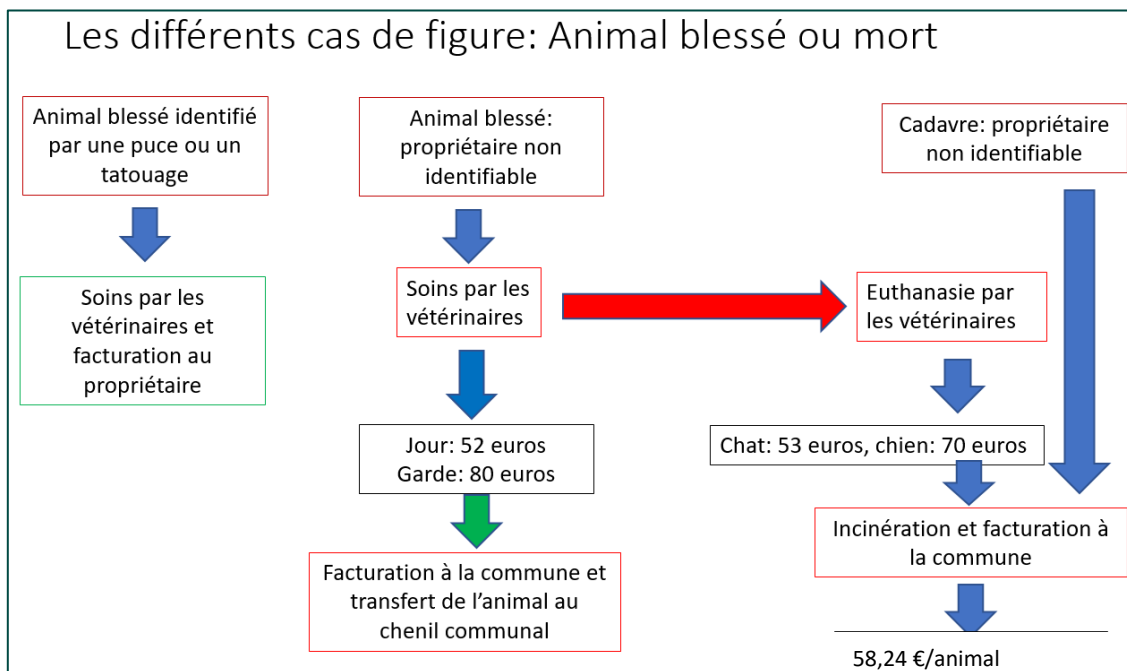 Les différents cas de figure: Animal blessé ou mort
Animal blessé identifié
par une puce ou un
tatouage
Animal blessé:
propriétaire non
identifiable
Cadavre: propriétaire
non identifiable
Soins par les
vétérinaires et
facturation au
propriétaire
Soins par les
vétérinaires
Euthanasie par
les vétérinaires
Jour: 52 euros
Garde: 80 euros
Chat: 53 euros, chien: 70 euros
Facturation à la commune et
transfert de l’animal au
chenil communal
Incinération et facturation à
la commune
58,24 €/animal